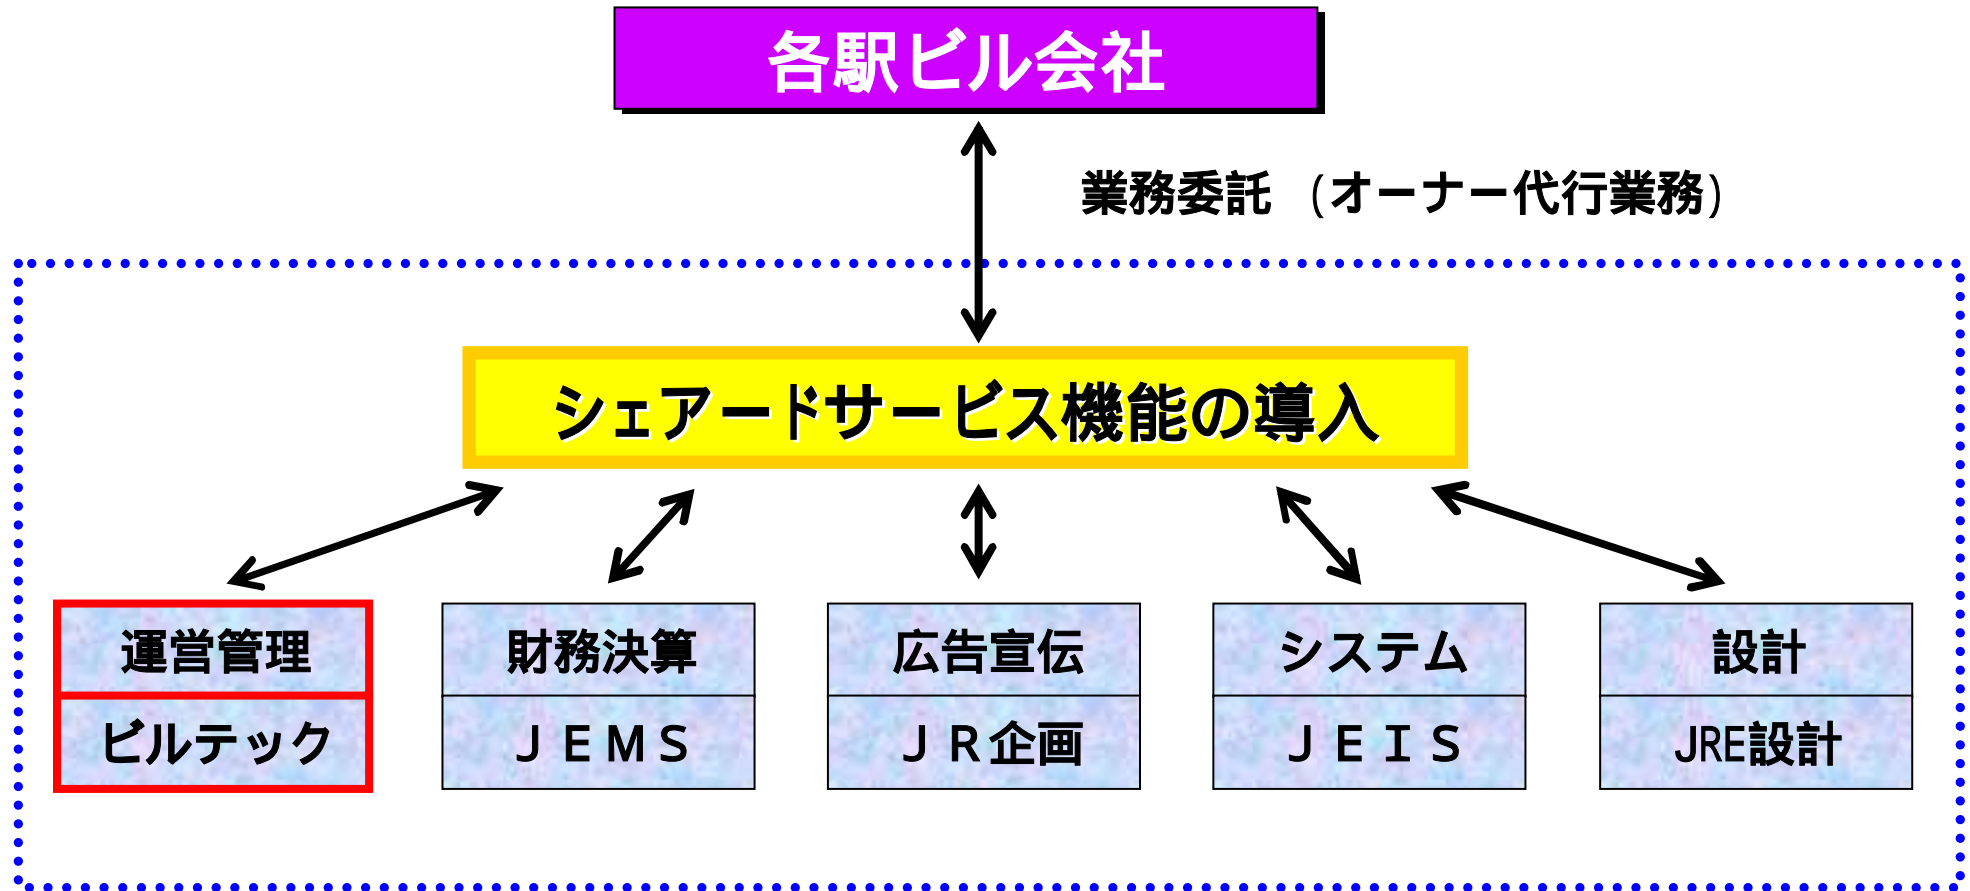 各駅ビル会社
業務委託 (オーナー代行業務)
シェアードサービス機能の導入
運営管理
ビルテック
財務決算
ＪＥＭＳ
広告宣伝
ＪＲ企画
システム
ＪＥＩＳ
設計
JRE設計